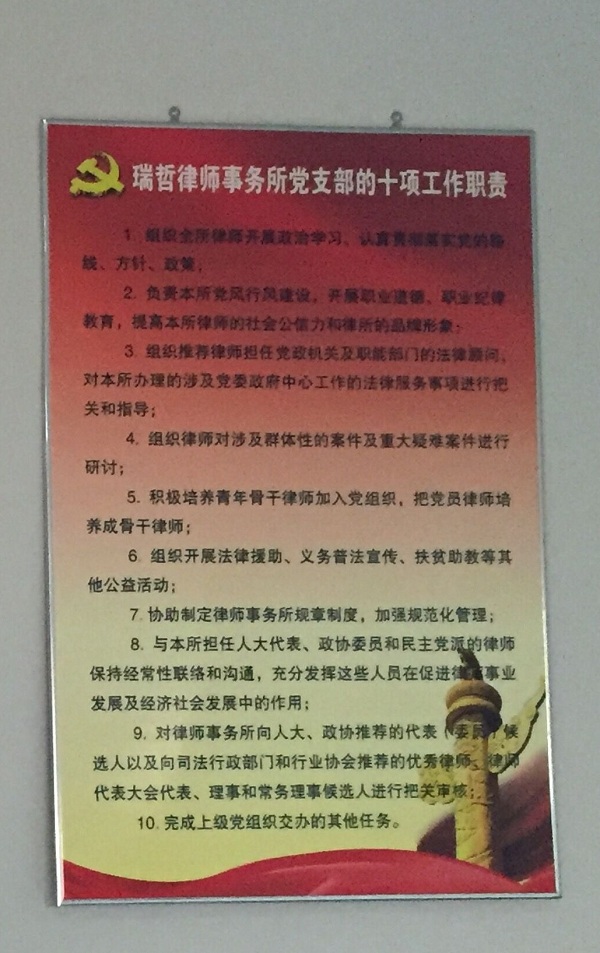 瑞哲律师事务所党支部的十项工作职责
1. 组织全所律师开展政治学习、认真贯彻落实党的路
线、方针、政策；
2. 负责本所党风行风建设，开展职业道德、职业纪律
教育，提高本所律师的社会公信力和律所的品牌形象；
3. 组织推荐律师担任党政机关及职能部门的法律顾问，
对本所办理的涉及党委政府中心工作的法律服务事项进行把
关和指导；
4. 组织律师对涉及群体性的案件及重大疑难案件进行
研讨；
5. 积极培养青年骨干律师加入党组织，把党员律师培
养成骨干律师；
6. 组织开展法律援助、义务普法宣传、扶贫助教等其
他公益活动；
7. 协助制定律师事务所规章制度，加强规范化管理；
8. 与本所担任人大代表、政协委员和民主党派的律师
保持经常性联络和沟通，充分发挥这些人员在促进律师事业
发展及经济社会发展中的作用；
9. 对律师事务所向人大、政协推荐的代表（委员）候
选人以及向司法行政部门和行业协会推荐的优秀律师、律师
代表大会代表、理事和常务理事候选人进行把关审核；
10. 完成上级党组织交办的其他任务。